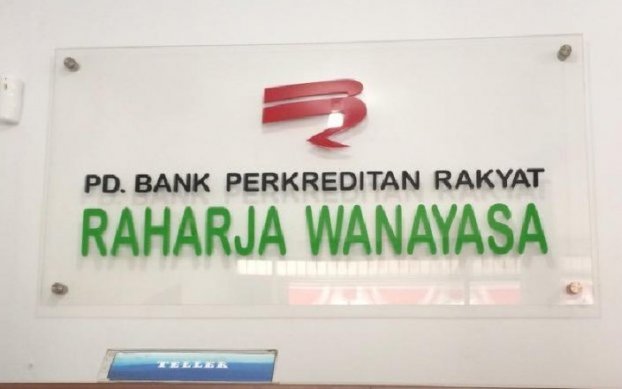 PD. BANK PERKREDITAN RAKYAT
RAHARJA WANAYASA
TELLER